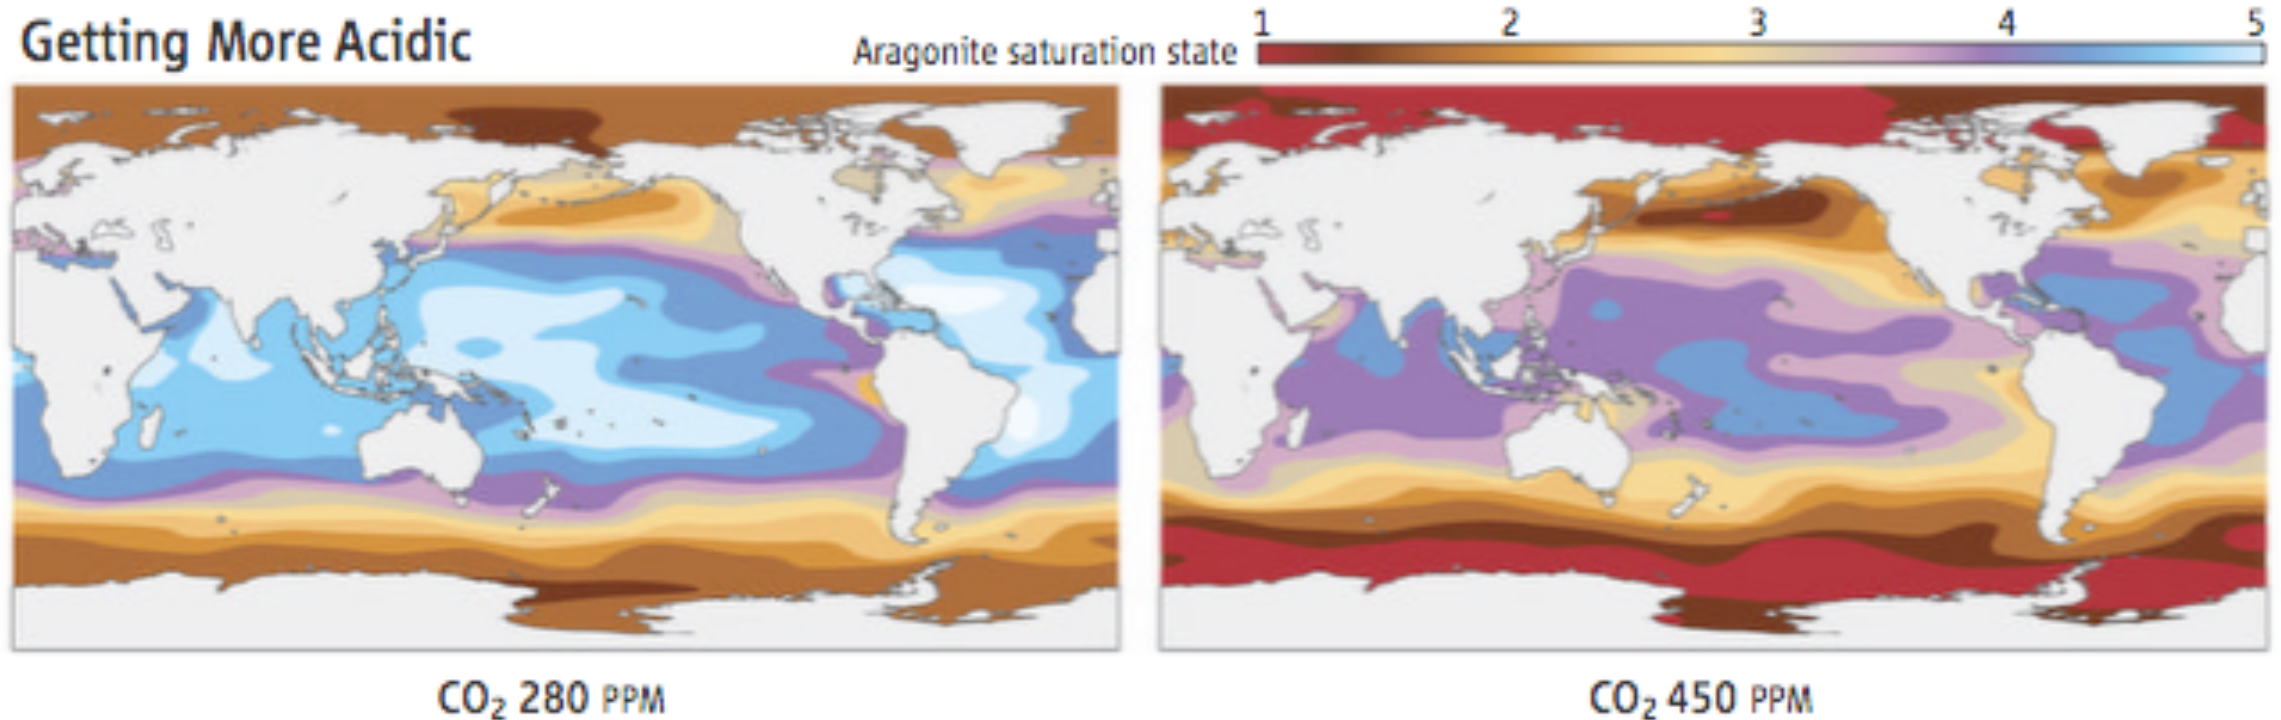 Getting More Acidic
Aragonite saturation state
1 2 3 4 5
CO₂ 280 PPM
CO₂ 450 PPM